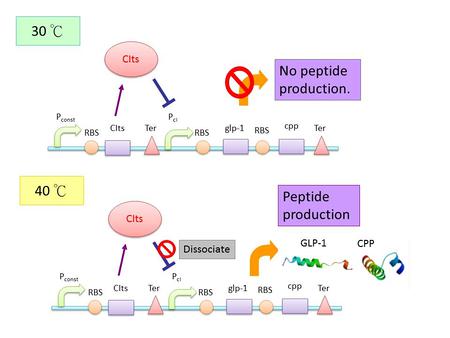 30 ℃
CIts
No peptide
production.
Pconst
Pci
RBS CIts Ter RBS glp-1 RBS cpp Ter
40 ℃
Peptide
production
CIts
Dissociate
GLP-1 CPP
Pconst
Pci
RBS CIts Ter RBS glp-1 RBS cpp Ter